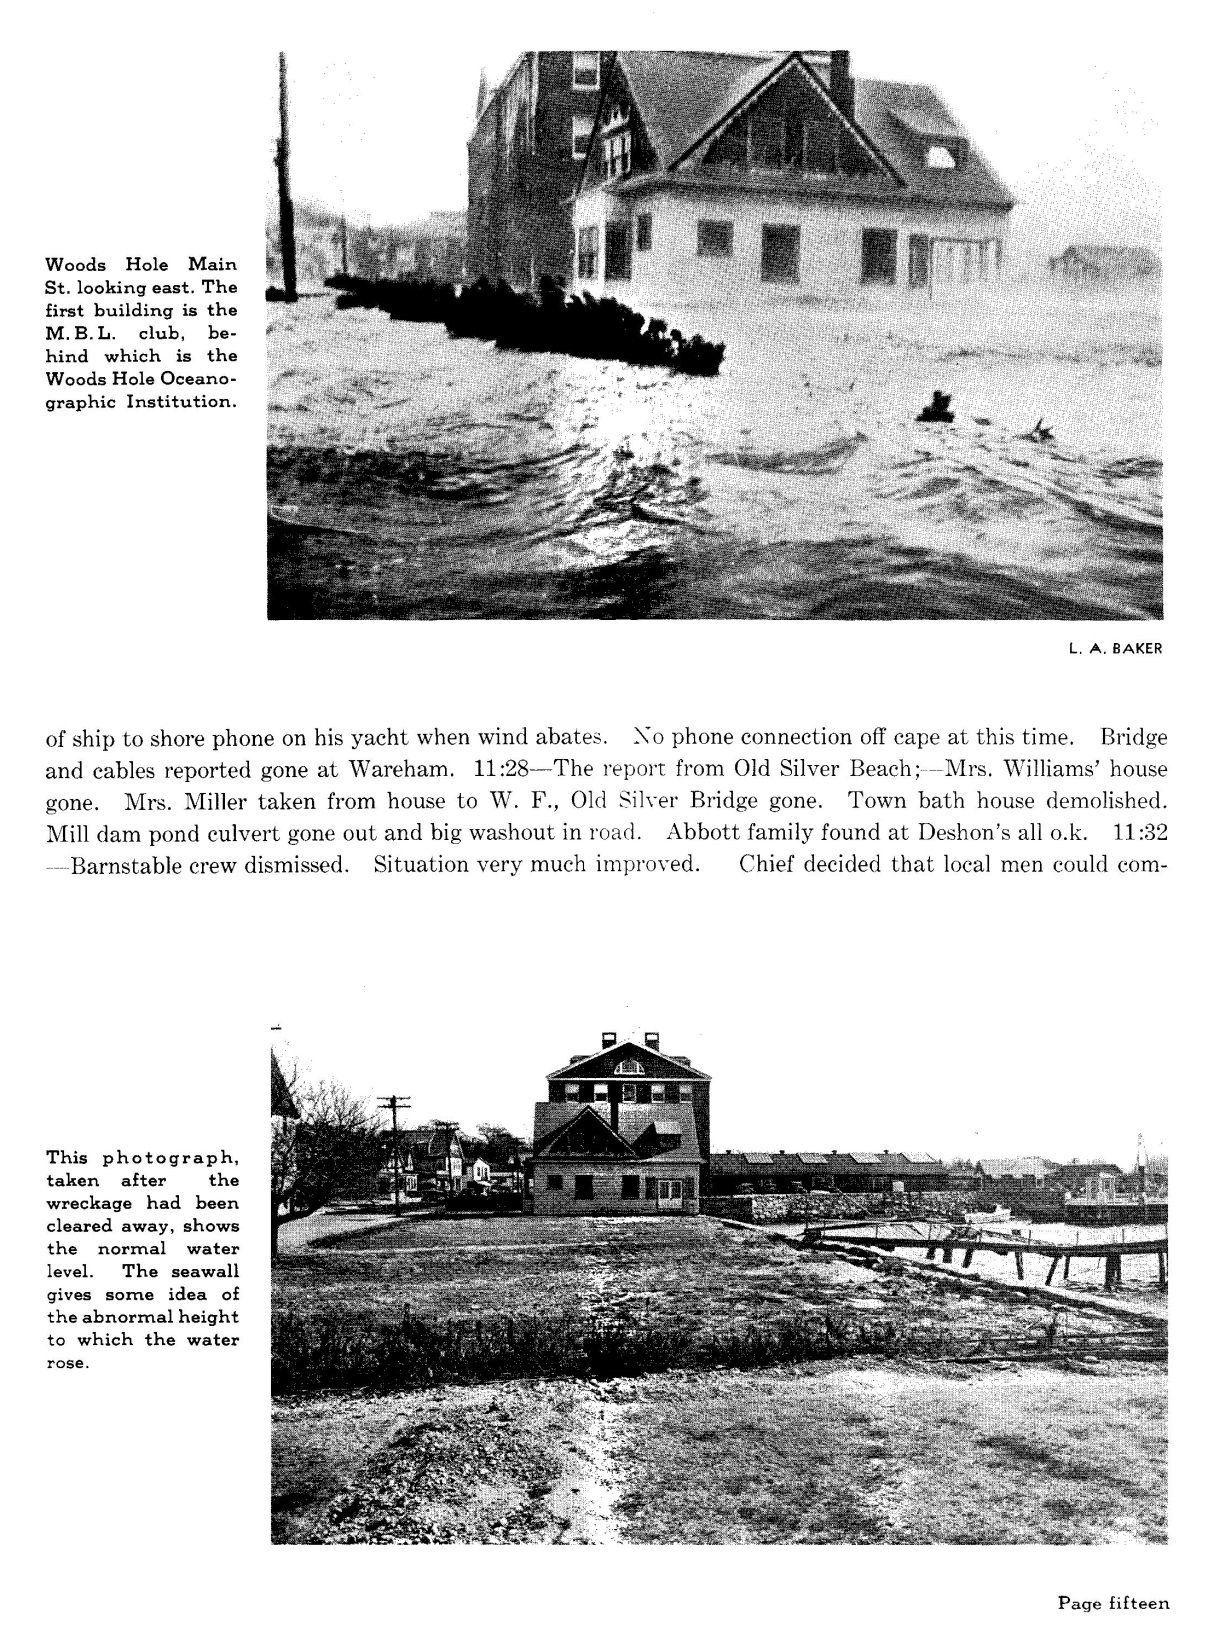 Woods Hole Main
St. looking east. The
first building is the
M. B. L. club, be-
hind which is the
Woods Hole Oceano-
graphic Institution.
L. A. BAKER
of ship to shore phone on his yacht when wind abates. No phone connection off cape at this time. Bridge
and cables reported gone at Wareham. 11:28—The report from Old Silver Beach;—Mrs. Williams' house
gone. Mrs. Miller taken from house to W. F., Old Silver Bridge gone. Town bath house demolished.
Mill dam pond culvert gone out and big washout in road. Abbott family found at Deshon's all o.k. 11:32
—Barnstable crew dismissed. Situation very much improved. Chief decided that local men could com-
This photograph,
taken after the
wreckage had been
cleared away, shows
the normal water
level. The seawall
gives some idea of
the abnormal height
to which the water
rose.
Page fifteen